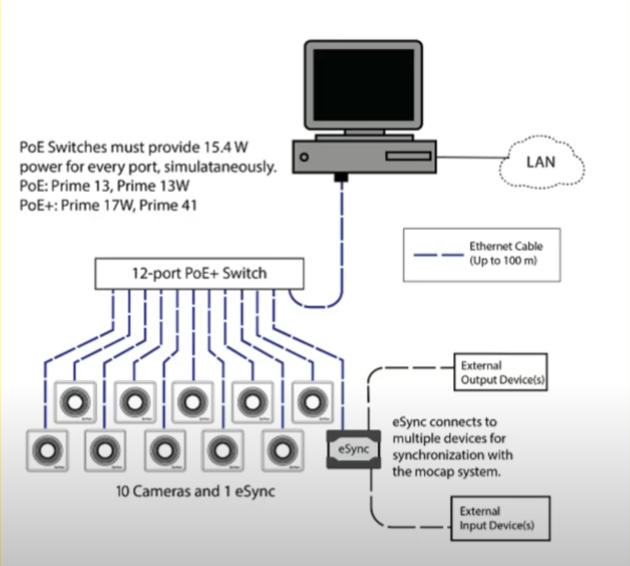 PoE Switches must provide 15.4 W
power for every port, simulataneously.
PoE: Prime 13, Prime 13W
PoE+: Prime 17W, Prime 41
LAN
Ethernet Cable
(Up to 100 m)
12-port PoE+ Switch
External
Output Device(s)
eSync connects to
multiple devices for
synchronization with
the mocap system.
eSync
10 Cameras and 1 eSync
External
Input Device(s)